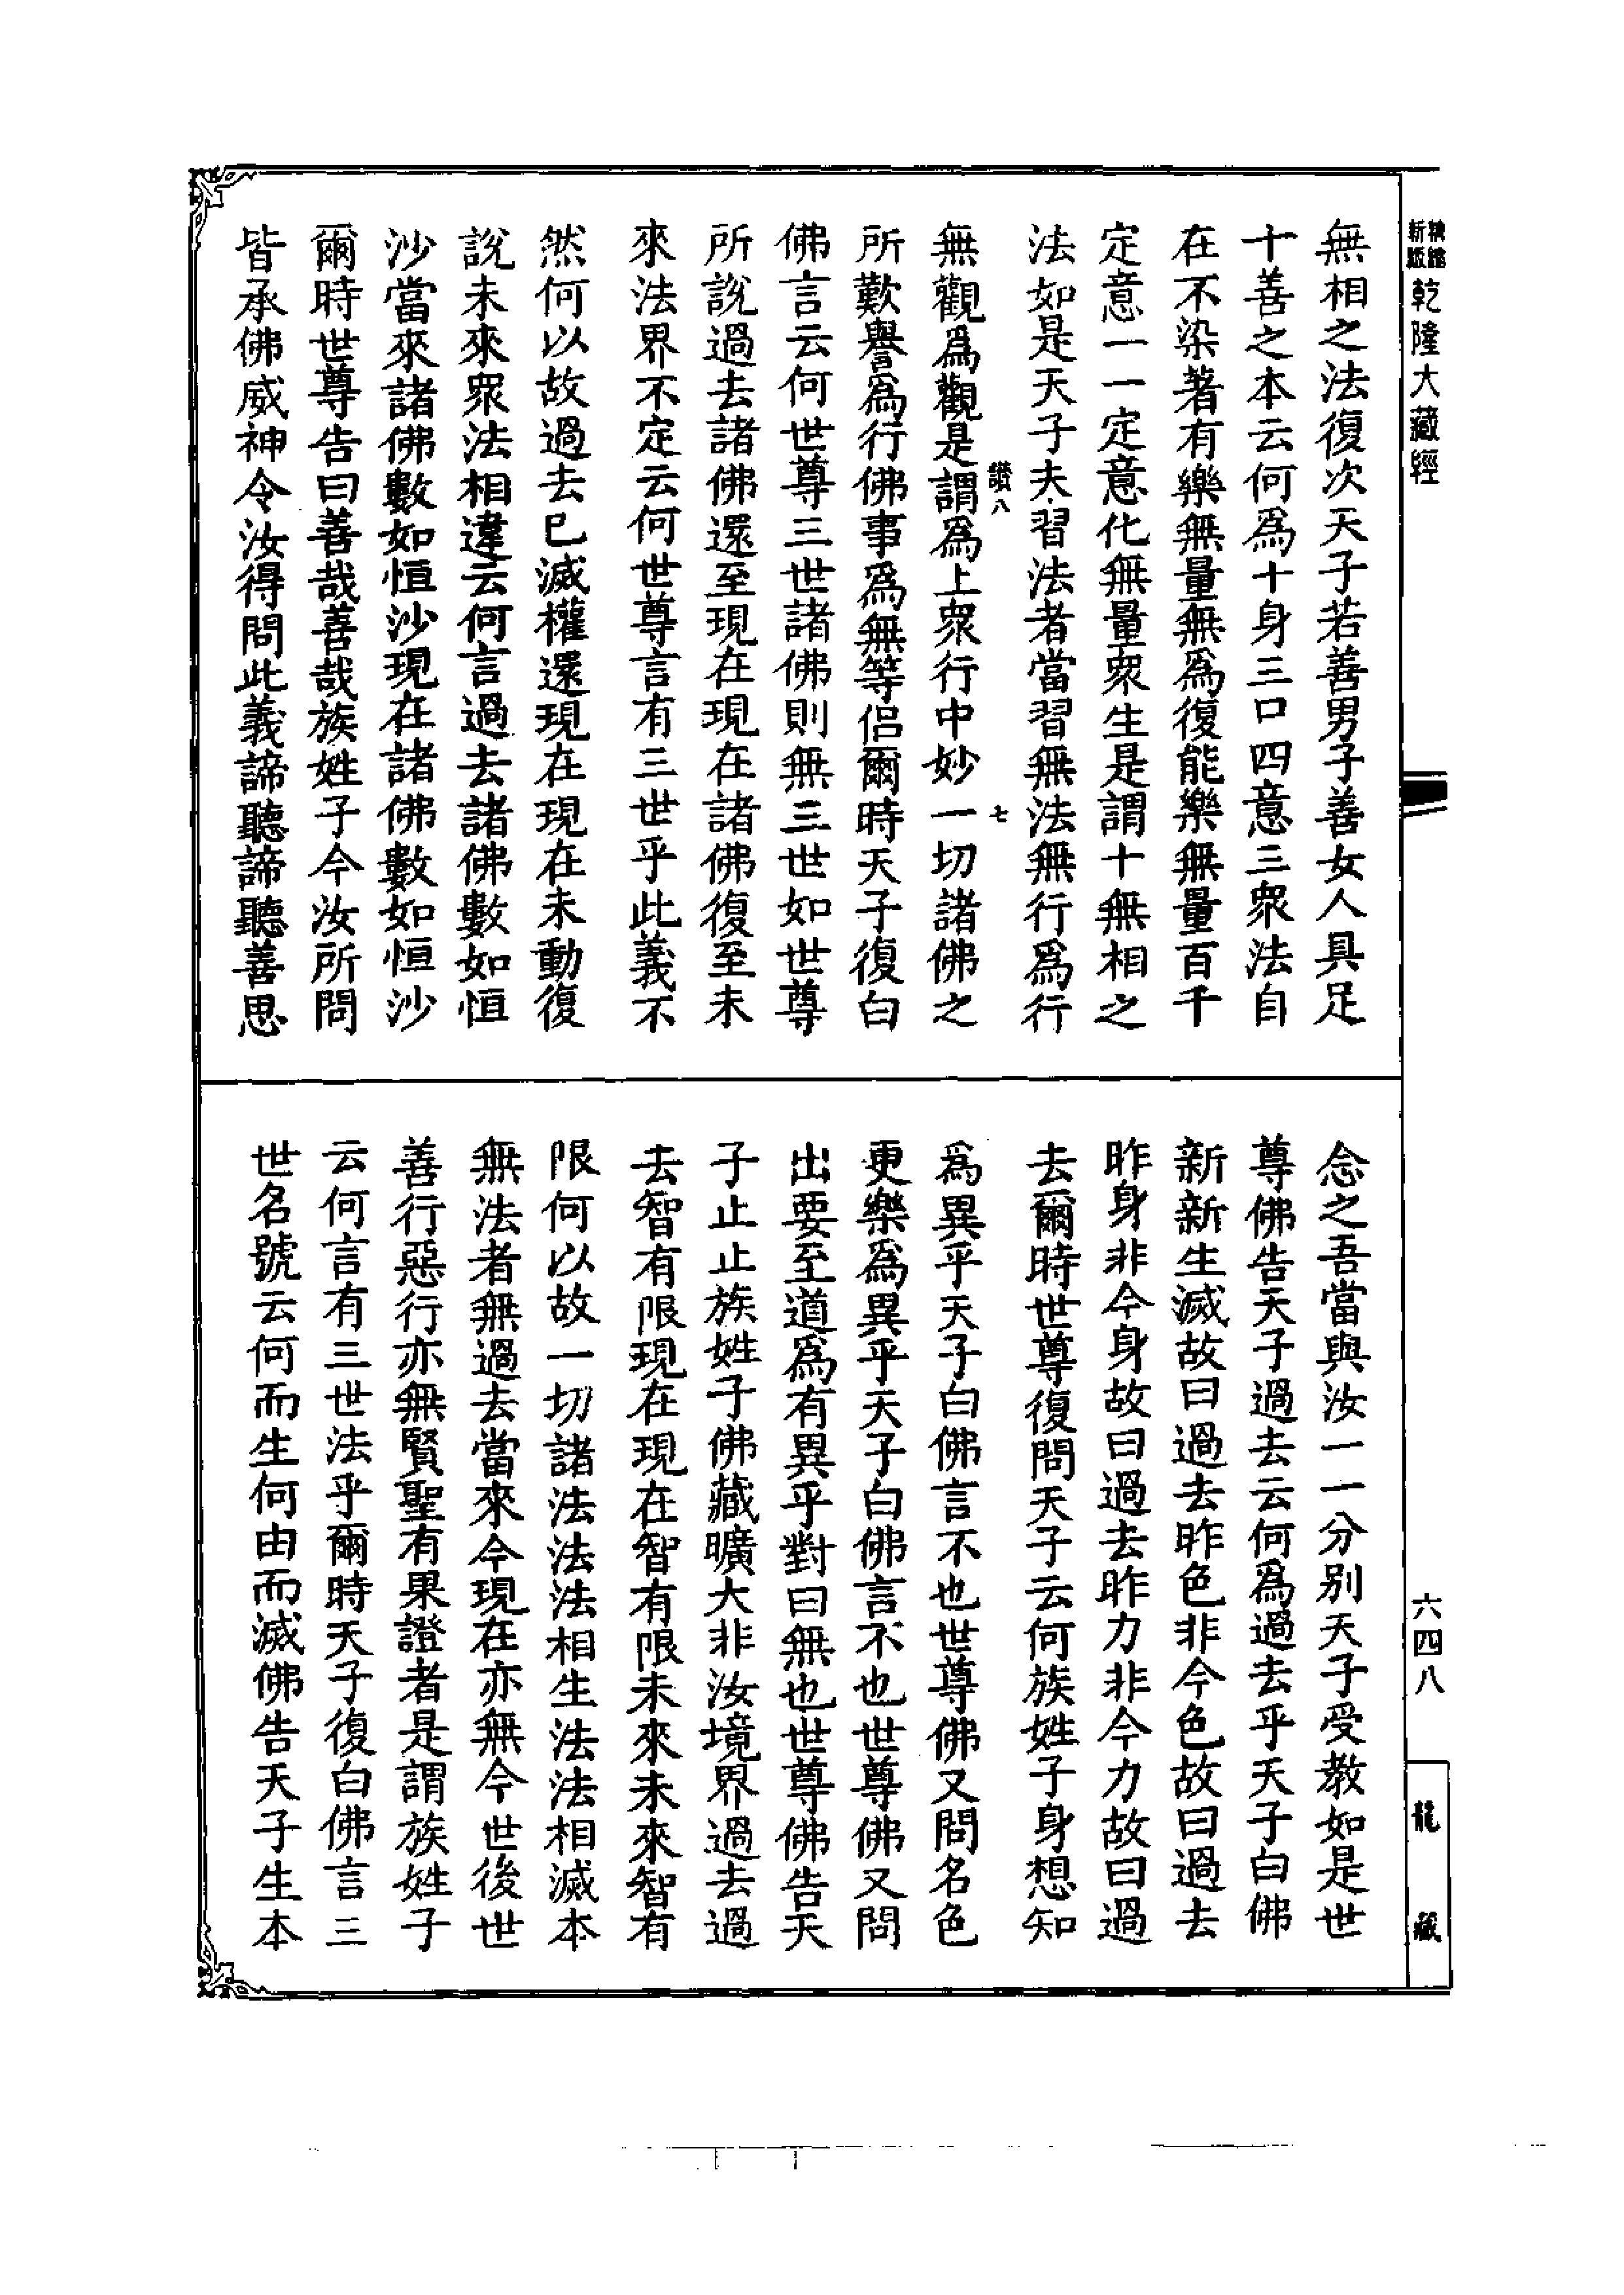 新版
乾隆大藏經
無相之法復次天子若善男子善女人具足
十善之本云何爲十身三口四意三衆法自
在不染著有樂無量無爲復能樂無量百千
定意一一定意化無量衆生是謂十無相之
法如是天子夫習法者當習無法無行爲行
讚八
七
無觀爲觀是謂爲上衆行中妙一切諸佛之
所歎譽爲行佛事爲無等侣爾時天子復白
佛言云何世尊三世諸佛則無三世如世尊
所說過去諸佛還至現在現在諸佛復至未
來法界不定云何世尊言有三世乎此義不
然何以故過去已滅權還現在現在未動復
說未來衆法相違云何言過去諸佛數如恒
沙當來諸佛數如恒沙現在諸佛數如恒沙
爾時世尊告曰善哉善哉族姓子今汝所問
皆承佛威神令汝得問此義諦聽諦聽善思
念之吾當與汝一一分別天子受教如是世
尊佛告天子過去云何爲過去乎天子白佛
新新生滅故曰過去昨色非今色故曰過去
昨身非今身故曰過去昨力非今力故曰過
去爾時世尊復問天子云何族姓子身想知
爲異乎天子白佛言不也世尊佛又問名色
更樂爲異乎天子白佛言不也世尊佛又問
出要至道爲有異乎對曰無也世尊佛告天
子止止族姓子佛藏曠大非汝境界過去過
去智有限現在現在智有限未來未來智有
限何以故一切諸法法法相生法法相滅本
無法者無過去當來今現在亦無今世後世
善行惡行亦無賢聖有果證者是謂族姓子
云何言有三世法乎爾時天子復白佛言三
世名號云何而生何由而滅佛告天子生本
六四八
龍藏